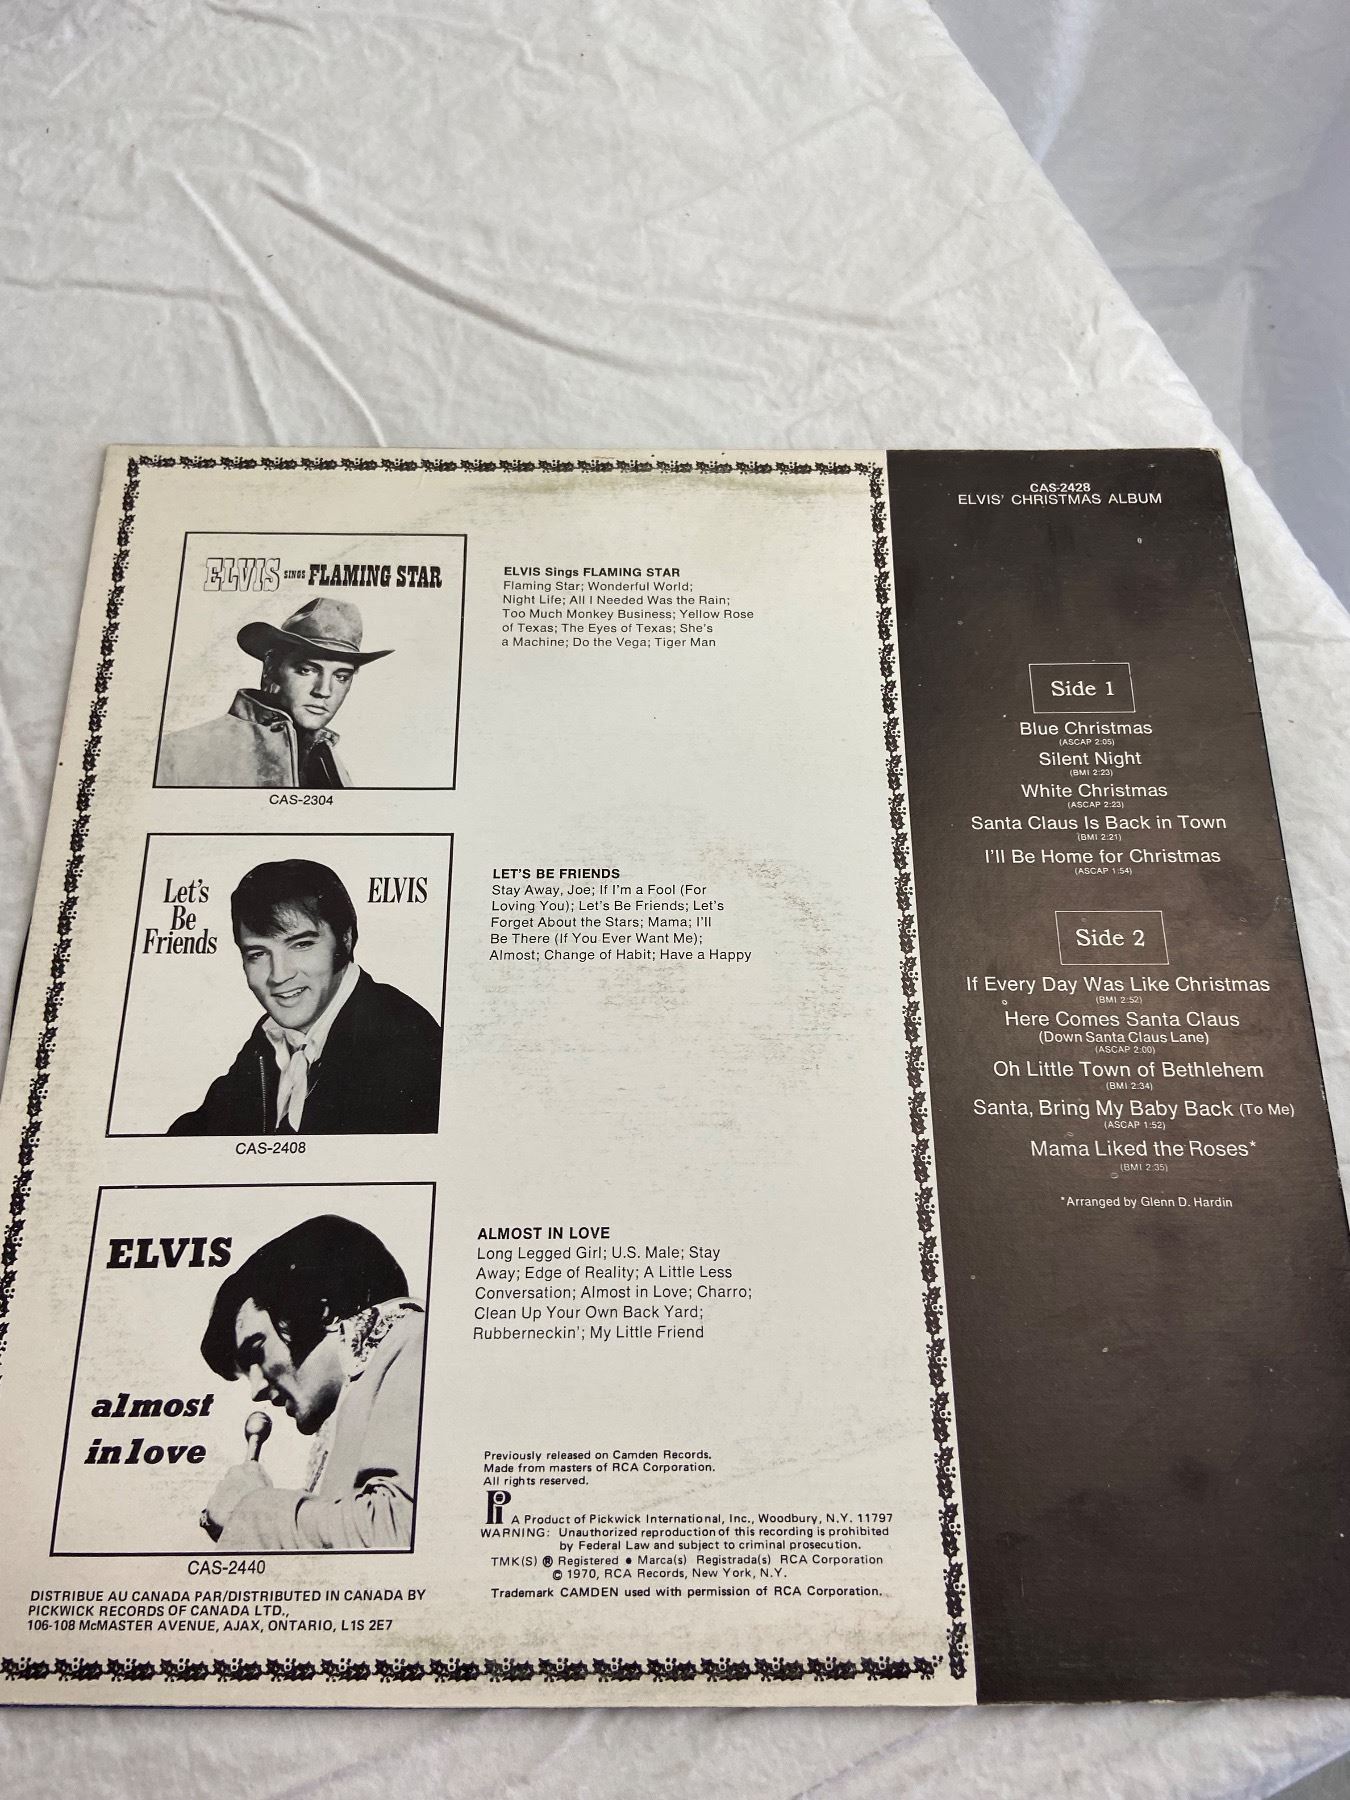 CAS-2428
ELVIS' CHRISTMAS ALBUM
ELVIS SINGS FLAMING STAR
CAS-2304
ELVIS Sings FLAMING STAR
Flaming Star; Wonderful World;
Night Life; All I Needed Was the Rain;
Too Much Monkey Business; Yellow Rose
of Texas; The Eyes of Texas; She's
a Machine; Do the Vega; Tiger Man
Let's
Be
Friends
ELVIS
CAS-2408
LET'S BE FRIENDS
Stay Away, Joe; If I'm a Fool (For
Loving You); Let's Be Friends; Let's
Forget About the Stars; Mama; I'll
Be There (If You Ever Want Me);
Almost; Change of Habit; Have a Happy
ELVIS
almost
in love
CAS-2440
ALMOST IN LOVE
Long Legged Girl; U.S. Male; Stay
Away; Edge of Reality; A Little Less
Conversation; Almost in Love; Charro;
Clean Up Your Own Back Yard;
Rubberneckin'; My Little Friend
Previously released on Camden Records.
Made from masters of RCA Corporation.
All rights reserved.
Pi A Product of Pickwick International, Inc., Woodbury, N.Y. 11797
WARNING: Unauthorized reproduction of this recording is prohibited
by Federal Law and subject to criminal prosecution.
TMK(S) ® Registered • Marca(s) Registrada(s) RCA Corporation
© 1970, RCA Records, New York, N.Y.
Trademark CAMDEN used with permission of RCA Corporation.
DISTRIBUE AU CANADA PAR/DISTRIBUTED IN CANADA BY
PICKWICK RECORDS OF CANADA LTD.,
106-108 McMASTER AVENUE, AJAX, ONTARIO, L1S 2E7
Side 1
Blue Christmas
(ASCAP 2:05)
Silent Night
(BMI 2:23)
White Christmas
(ASCAP 2:23)
Santa Claus Is Back in Town
(BMI 2:21)
I'll Be Home for Christmas
(ASCAP 1:54)
Side 2
If Every Day Was Like Christmas
(BMI 2:52)
Here Comes Santa Claus
(Down Santa Claus Lane)
(ASCAP 2:00)
Oh Little Town of Bethlehem
(BMI 2:34)
Santa, Bring My Baby Back (To Me)
(ASCAP 1:52)
Mama Liked the Roses*
(BMI 2:35)
*Arranged by Glenn D. Hardin